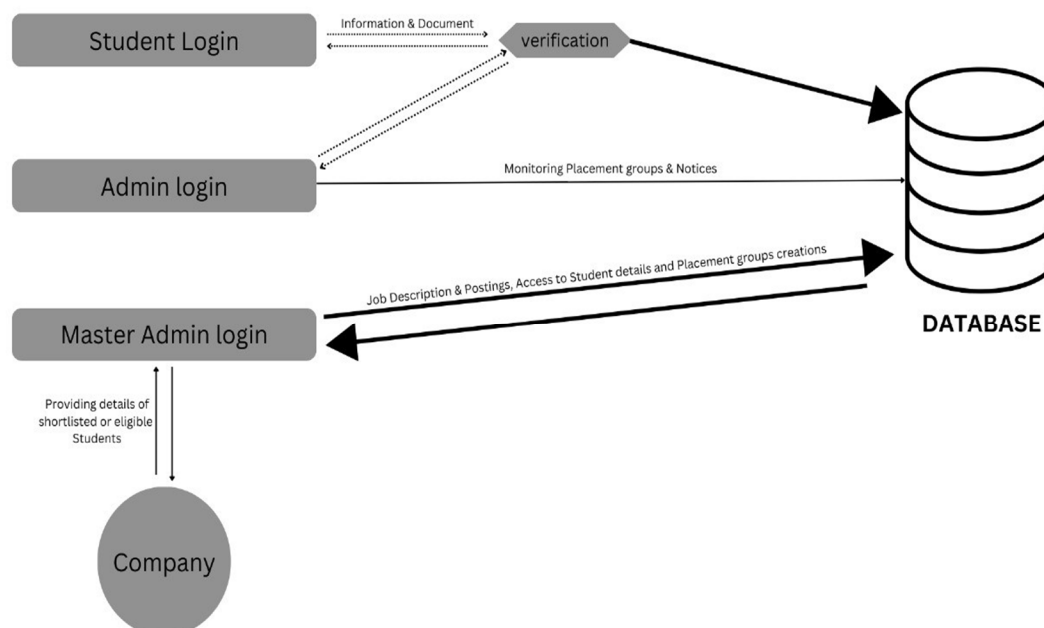 Information & Document
Student Login
verification
Admin login
Monitoring Placement groups & Notices
Job Description & Postings, Access to Student details and Placement groups creations
DATABASE
Master Admin login
Providing details of
shortlisted or eligible
Students
Company